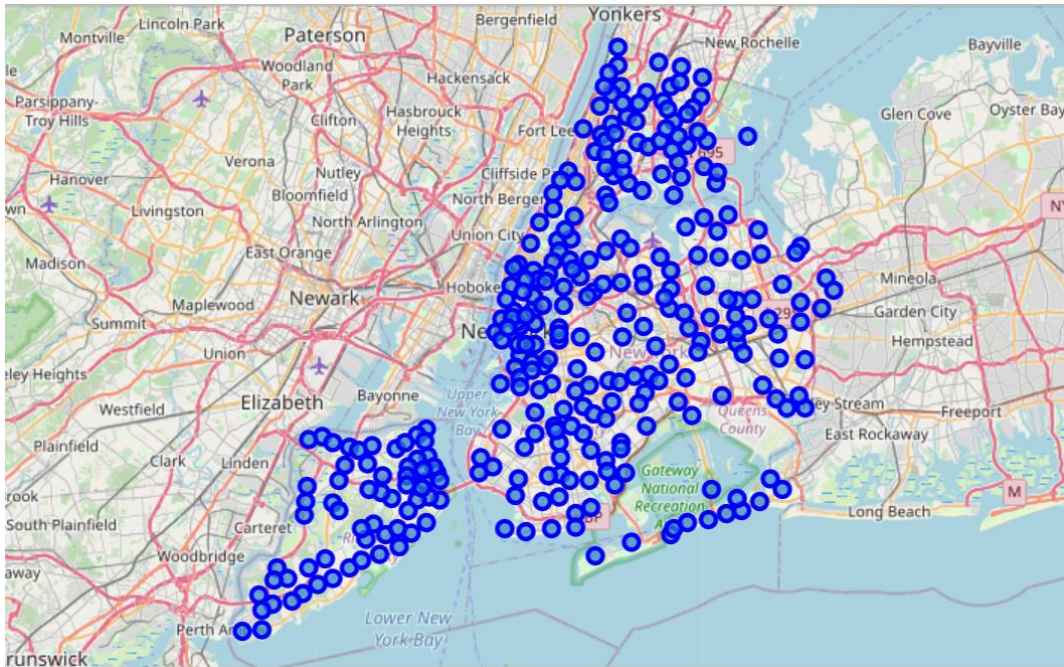 Lincoln Park
Montville
Paterson
Bergenfield
Yonkers
New Rochelle
Bayville
Woodland
Park
Hackensack
Parsippany-
Troy Hills
Clifton
Hasbrouck
Heights
Fort Lee
Glen Cove
Oyster Bay
Verona
695
Hanover
Nutley
Cliffside
Bloomfield
North Bergen
Livingston
North Arlington
Union City
East Orange
Madison
Mineola
Newark
Hoboken
Maplewood
Garden City
Summit
Union
Hempstead
Westfield
Elizabeth
Bayonne
Upper
New York
Bay
Queens
County
Freeport
Plainfield
Clark
Linden
East Rockaway
Gateway
National
Recreation
M
South Plainfield
Carteret
Long Beach
Woodbridge
Perth
Lower New
York Bay